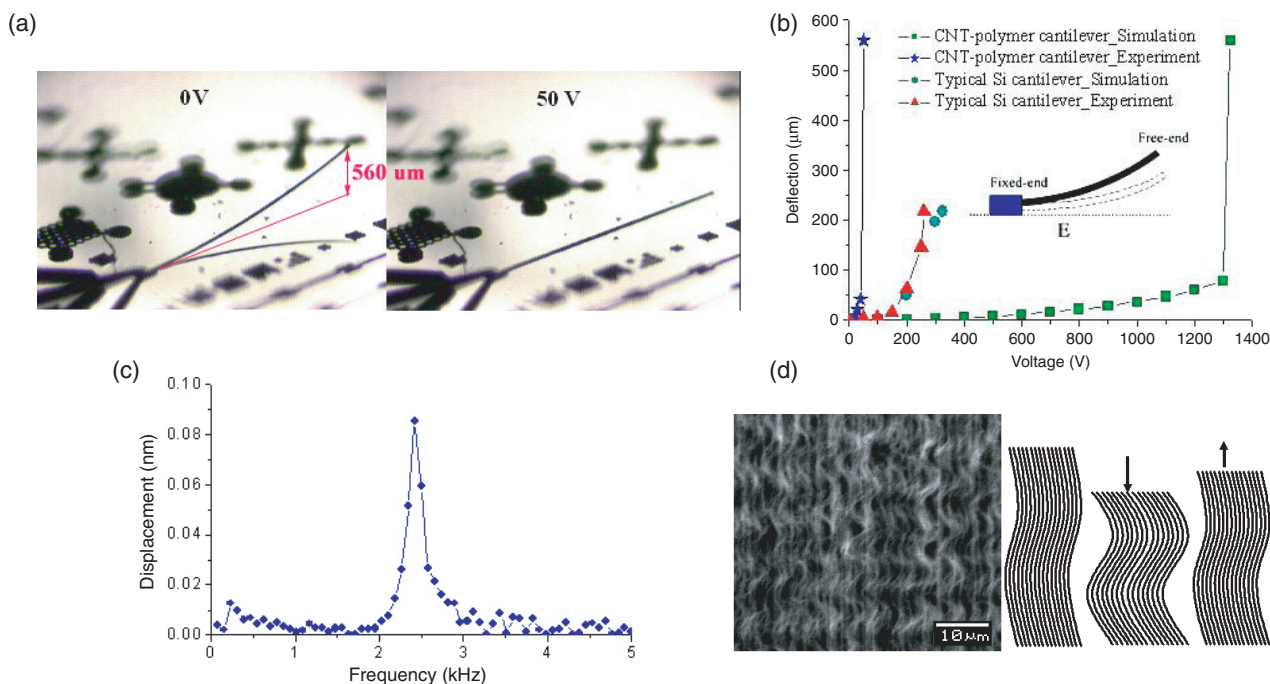 (a)
0V
50 V
560 um
(b)
600
500
400
300
200
100
0
Deflection (μm)
CNT-polymer cantilever_Simulation
CNT-polymer cantilever_Experiment
Typical Si cantilever_Simulation
Typical Si cantilever_Experiment
Free-end
Fixed-end
E
0 200 400 600 800 1000 1200 1400
Voltage (V)
(c)
0.10
0.08
0.06
0.04
0.02
0.00
Displacement (nm)
0 1 2 3 4 5
Frequency (kHz)
(d)
10μm